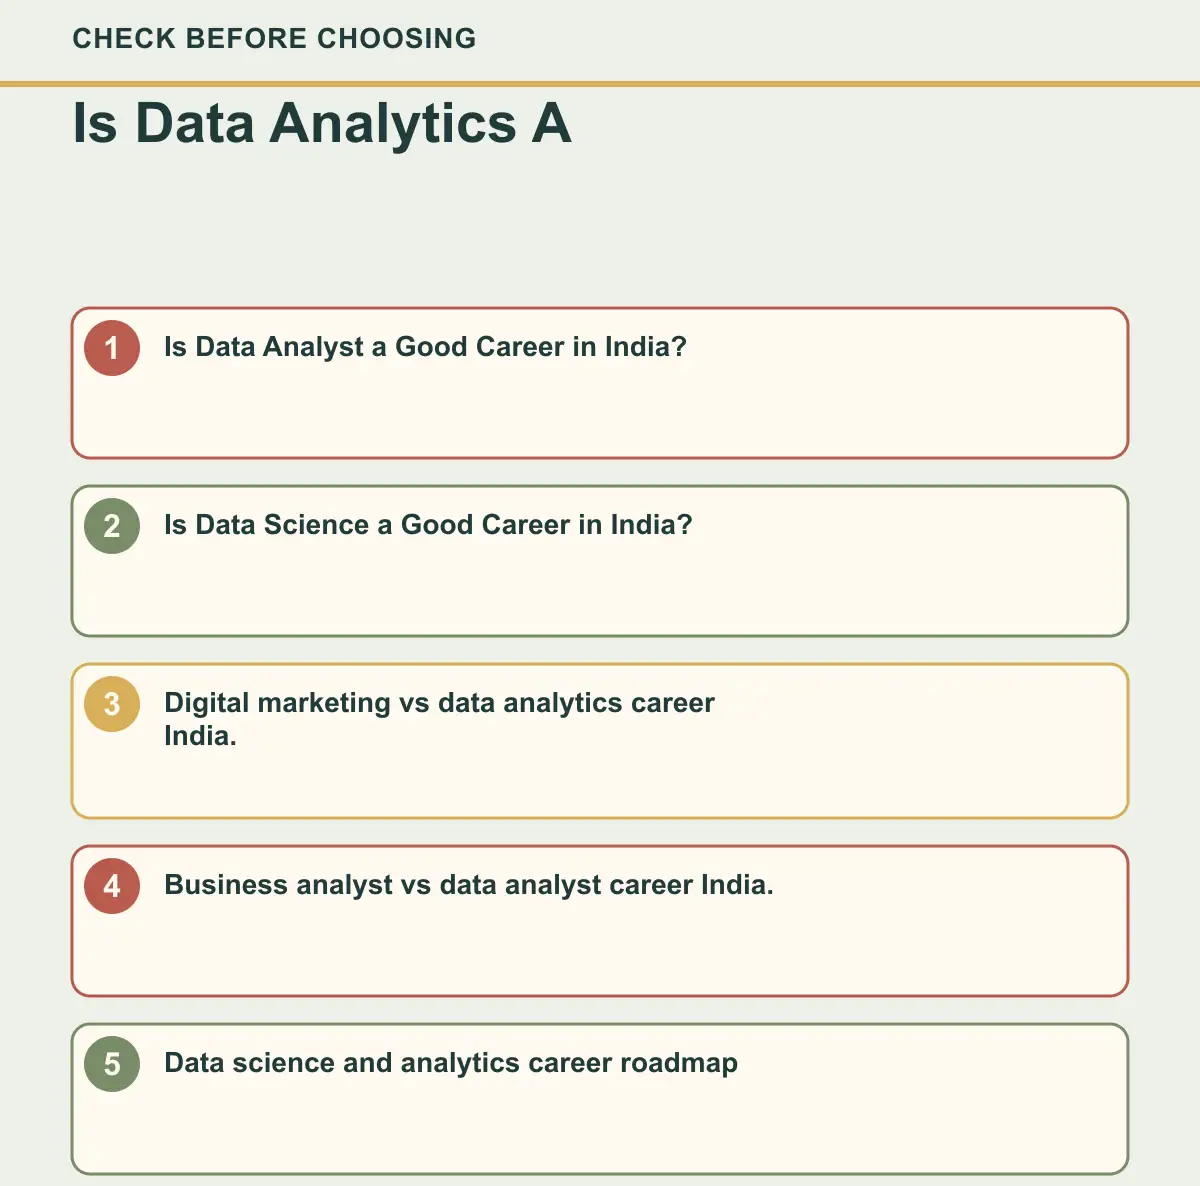 CHECK BEFORE CHOOSING
Is Data Analytics A
1 Is Data Analyst a Good Career in India?
2 Is Data Science a Good Career in India?
3 Digital marketing vs data analytics career
India.
4 Business analyst vs data analyst career India.
5 Data science and analytics career roadmap